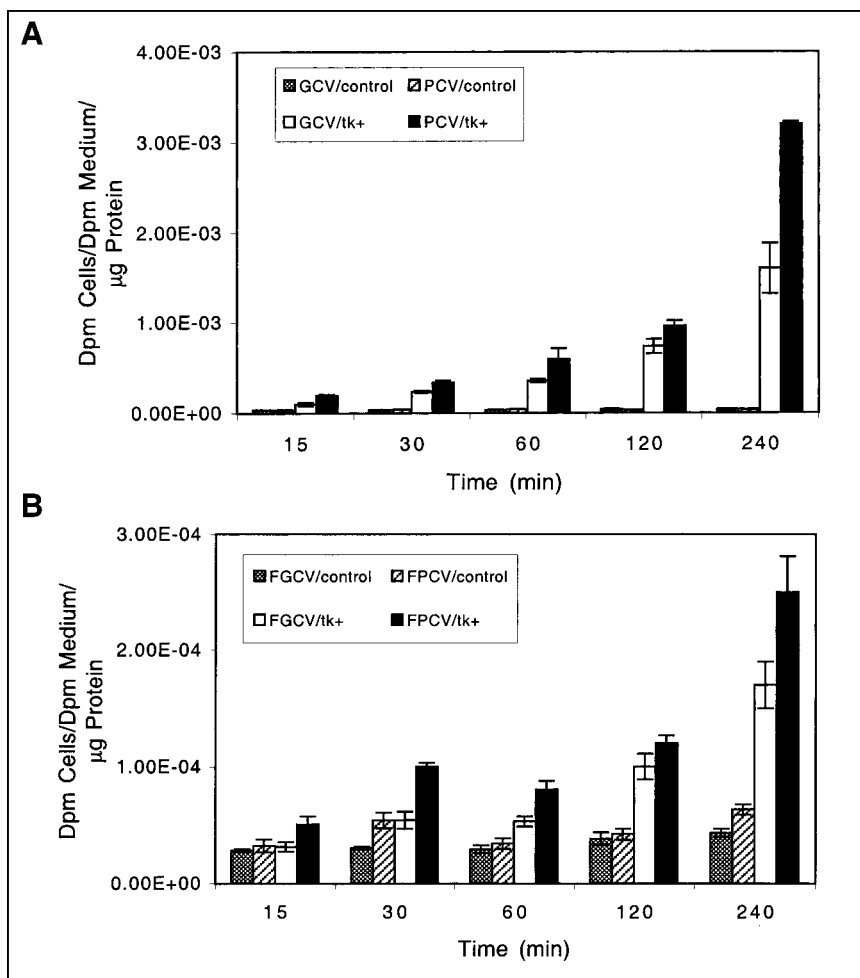 A
4.00E-03
3.00E-03
2.00E-03
1.00E-03
0.00E+00
Dpm Cells/Dpm Medium/
µg Protein
GCV/control PCV/control
GCV/tk+ PCV/tk+
15 30 60 120 240
Time (min)
B
3.00E-04
2.00E-04
1.00E-04
0.00E+00
Dpm Cells/Dpm Medium/
µg Protein
FGCV/control FPCV/control
FGCV/tk+ FPCV/tk+
15 30 60 120 240
Time (min)